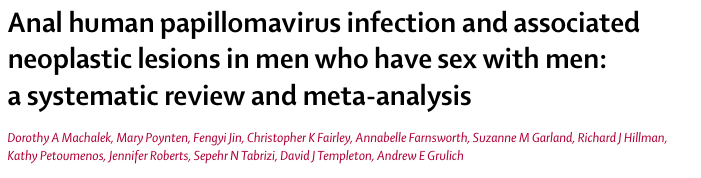 Anal human papillomavirus infection and associated
neoplastic lesions in men who have sex with men:
a systematic review and meta-analysis
Dorothy A Machalek, Mary Poynten, Fengyi Jin, Christopher K Fairley, Annabelle Farnsworth, Suzanne M Garland, Richard J Hillman,
Kathy Petoumenos, Jennifer Roberts, Sepehr N Tabrizi, David J Templeton, Andrew E Grulich